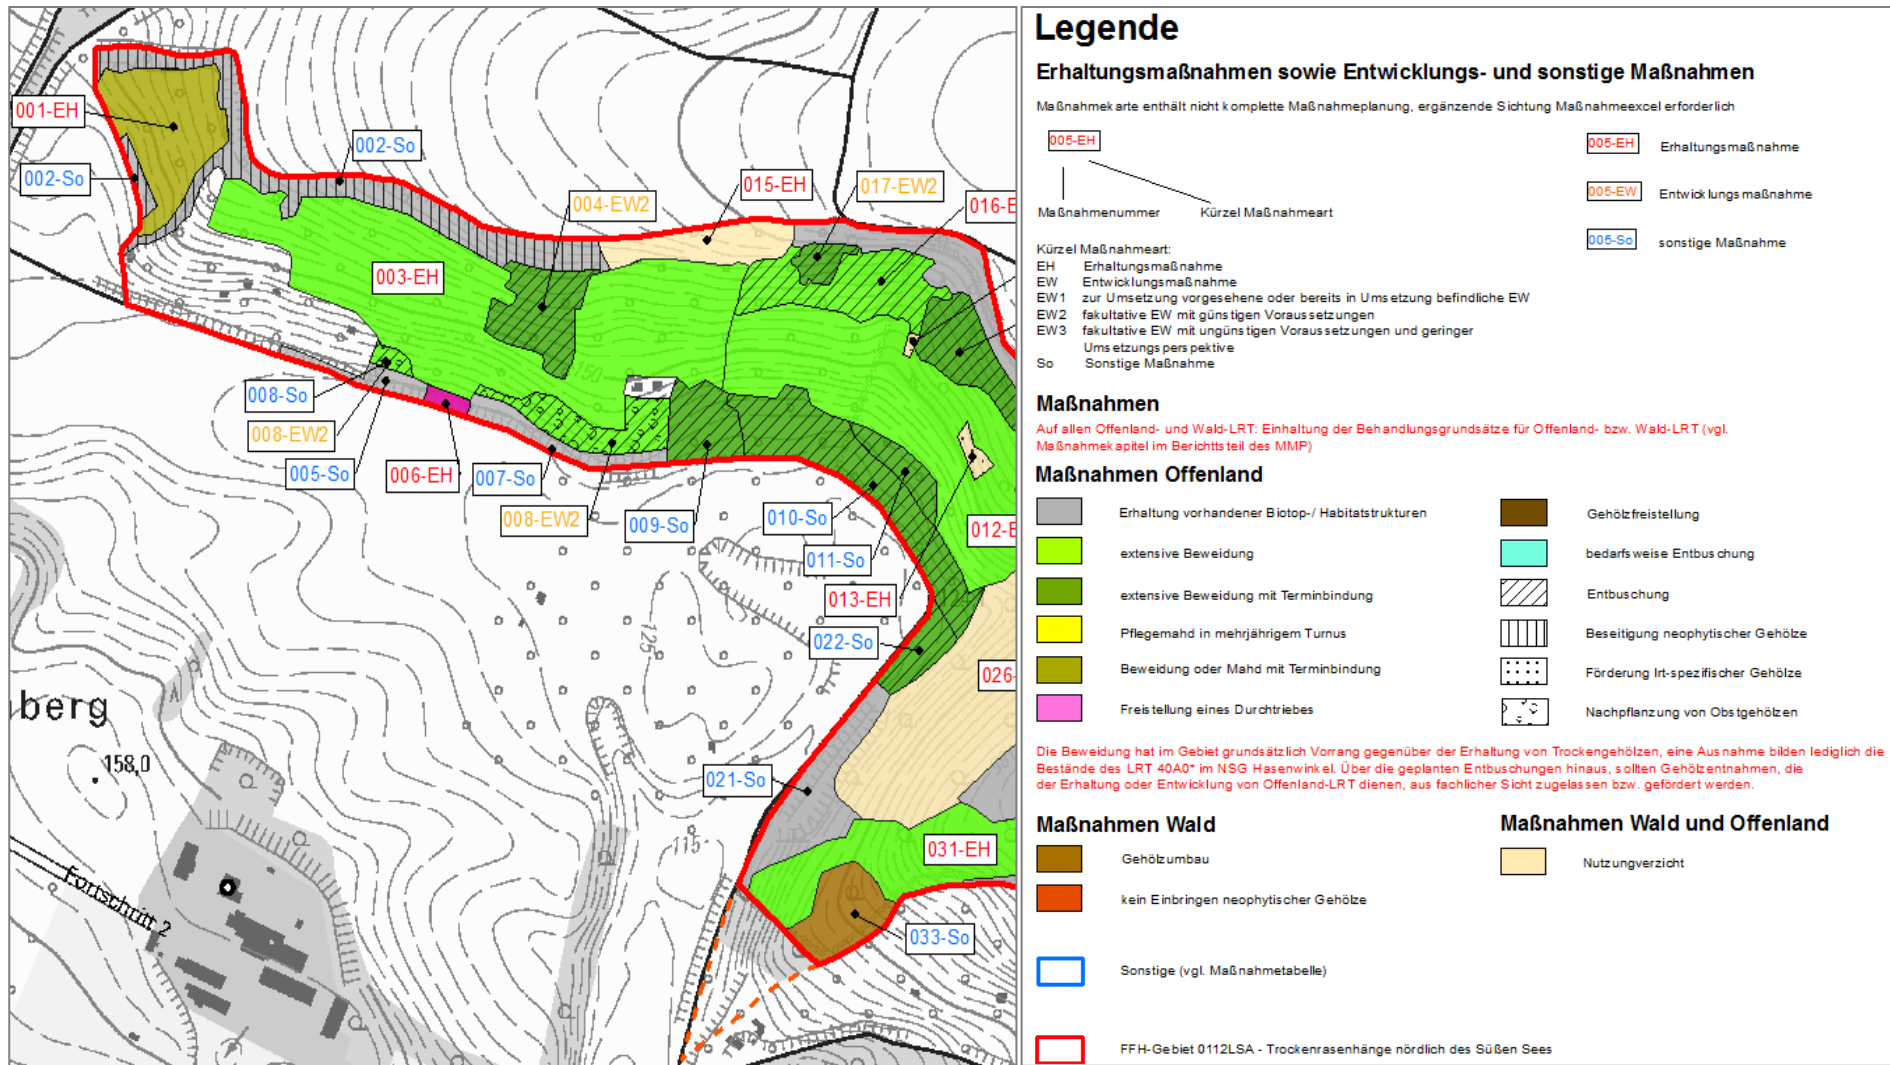 001-EH
002-So
002-So
004-EW2
015-EH
017-EW2
016-E
003-EH
150
008-So
008-EW2
005-So
006-EH
007-So
008-EW2
009-So
010-So
011-So
012-E
013-EH
022-So
026-
125
berg
158,0
021-So
115
031-EH
033-So
Fortschritt 2
Legende
Erhaltungsmaßnahmen sowie Entwicklungs- und sonstige Maßnahmen
Maßnahmekarte enthält nicht komplette Maßnahmeplanung, ergänzende Sichtung Maßnahmeexcel erforderlich
005-EH
Maßnahmenummer Kürzel Maßnahmeart
005-EH Erhaltungsmaßnahme
005-EW Entwicklungsmaßnahme
005-So sonstige Maßnahme
Kürzel Maßnahmeart:
EH Erhaltungsmaßnahme
EW Entwicklungsmaßnahme
EW1 zur Umsetzung vorgesehene oder bereits in Umsetzung befindliche EW
EW2 fakultative EW mit günstigen Voraussetzungen
EW3 fakultative EW mit ungünstigen Voraussetzungen und geringer
Umsetzungsperspektive
So Sonstige Maßnahme
Maßnahmen
Auf allen Offenland- und Wald-LRT: Einhaltung der Behandlungsgrundsätze für Offenland- bzw. Wald-LRT (vgl.
Maßnahmekapitel im Berichtsteil des MMP)
Maßnahmen Offenland
Erhaltung vorhandener Biotop-/ Habitatstrukturen
extensive Beweidung
extensive Beweidung mit Terminbindung
Pflegemahd in mehrjährigem Turnus
Beweidung oder Mahd mit Terminbindung
Freistellung eines Durchtriebes
Gehölzfreistellung
bedarfsweise Entbuschung
Entbuschung
Beseitigung neophytischer Gehölze
Förderung lrt-spezifischer Gehölze
Nachpflanzung von Obstgehölzen
Die Beweidung hat im Gebiet grundsätzlich Vorrang gegenüber der Erhaltung von Trockengehölzen, eine Ausnahme bilden lediglich die
Bestände des LRT 40A0* im NSG Hasenwinkel. Über die geplanten Entbuschungen hinaus, sollten Gehölzentnahmen, die
der Erhaltung oder Entwicklung von Offenland-LRT dienen, aus fachlicher Sicht zugelassen bzw. gefördert werden.
Maßnahmen Wald
Gehölzumbau
kein Einbringen neophytischer Gehölze
Maßnahmen Wald und Offenland
Nutzungverzicht
Sonstige (vgl. Maßnahmetabelle)
FFH-Gebiet 0112LSA - Trockenrasenhänge nördlich des Süßen Sees